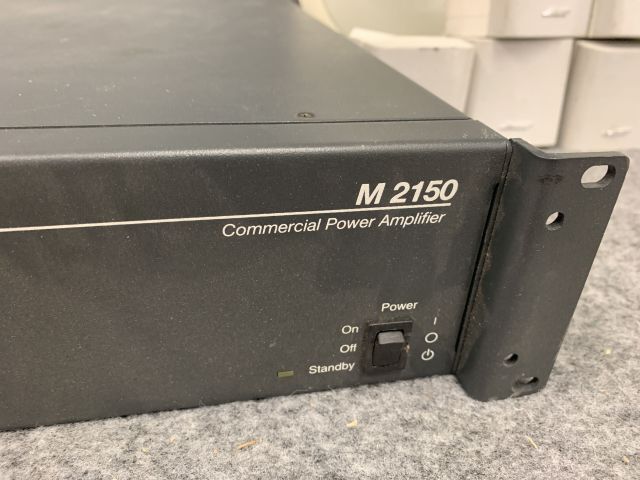 M 2150
Commercial Power Amplifier
Power
On
Off
Standby